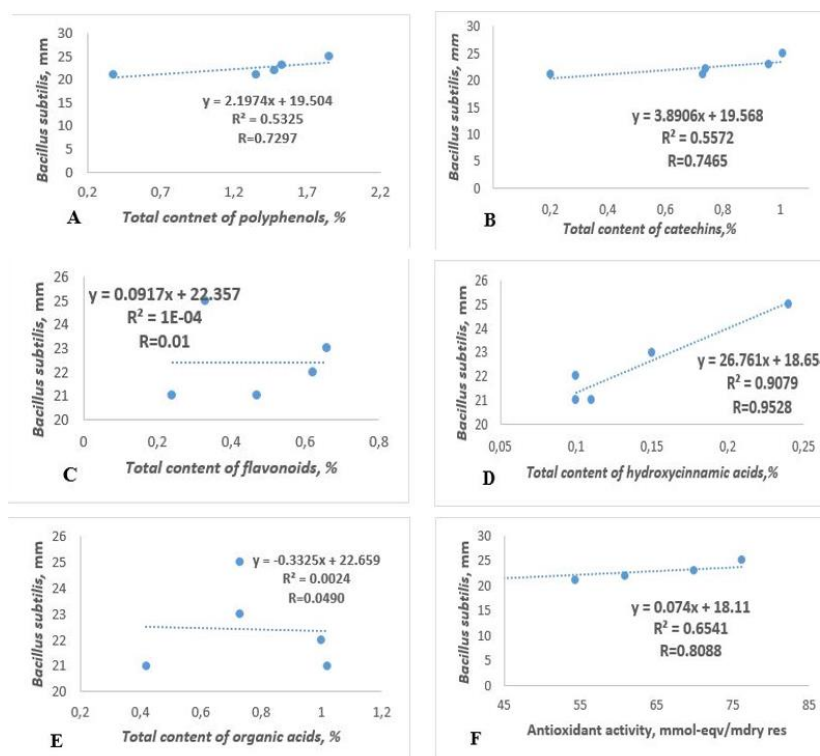 30
25
20
15
10
5
0
Bacillus subtilis, mm
y = 2.1974x + 19.504
R² = 0.5325
R=0.7297
0,2 0,7 1,2 1,7 2,2
A
Total contnet of polyphenols, %
30
25
20
15
10
5
0
Bacillus subtilis, mm
y = 3.8906x + 19.568
R² = 0.5572
R=0.7465
0,2 0,4 0,6 0,8 1
B
Total content of catechins,%
26
25
24
23
22
21
20
Bacillus subtilis, mm
y = 0.0917x + 22.357
R² = 1E-04
R=0.01
0 0,2 0,4 0,6 0,8
C
Total content of flavonoids, %
26
25
24
23
22
21
20
Bacillus subtilis, mm
y = 26.761x + 18.65
R² = 0.9079
R=0.9528
0,05 0,1 0,15 0,2 0,25
D
Total content of hydroxycinnamic acids,%
26
25
24
23
22
21
20
Bacillus subtilis, mm
y = -0.3325x + 22.659
R² = 0.0024
R=0.0490
0,2 0,4 0,6 0,8 1 1,2
E
Total content of organic acids, %
30
25
20
15
10
5
0
Bacillus subtilis, mm
y = 0.074x + 18.11
R² = 0.6541
R=0.8088
45 55 65 75 85
F
Antioxidant activity, mmol-eqv/mdry res